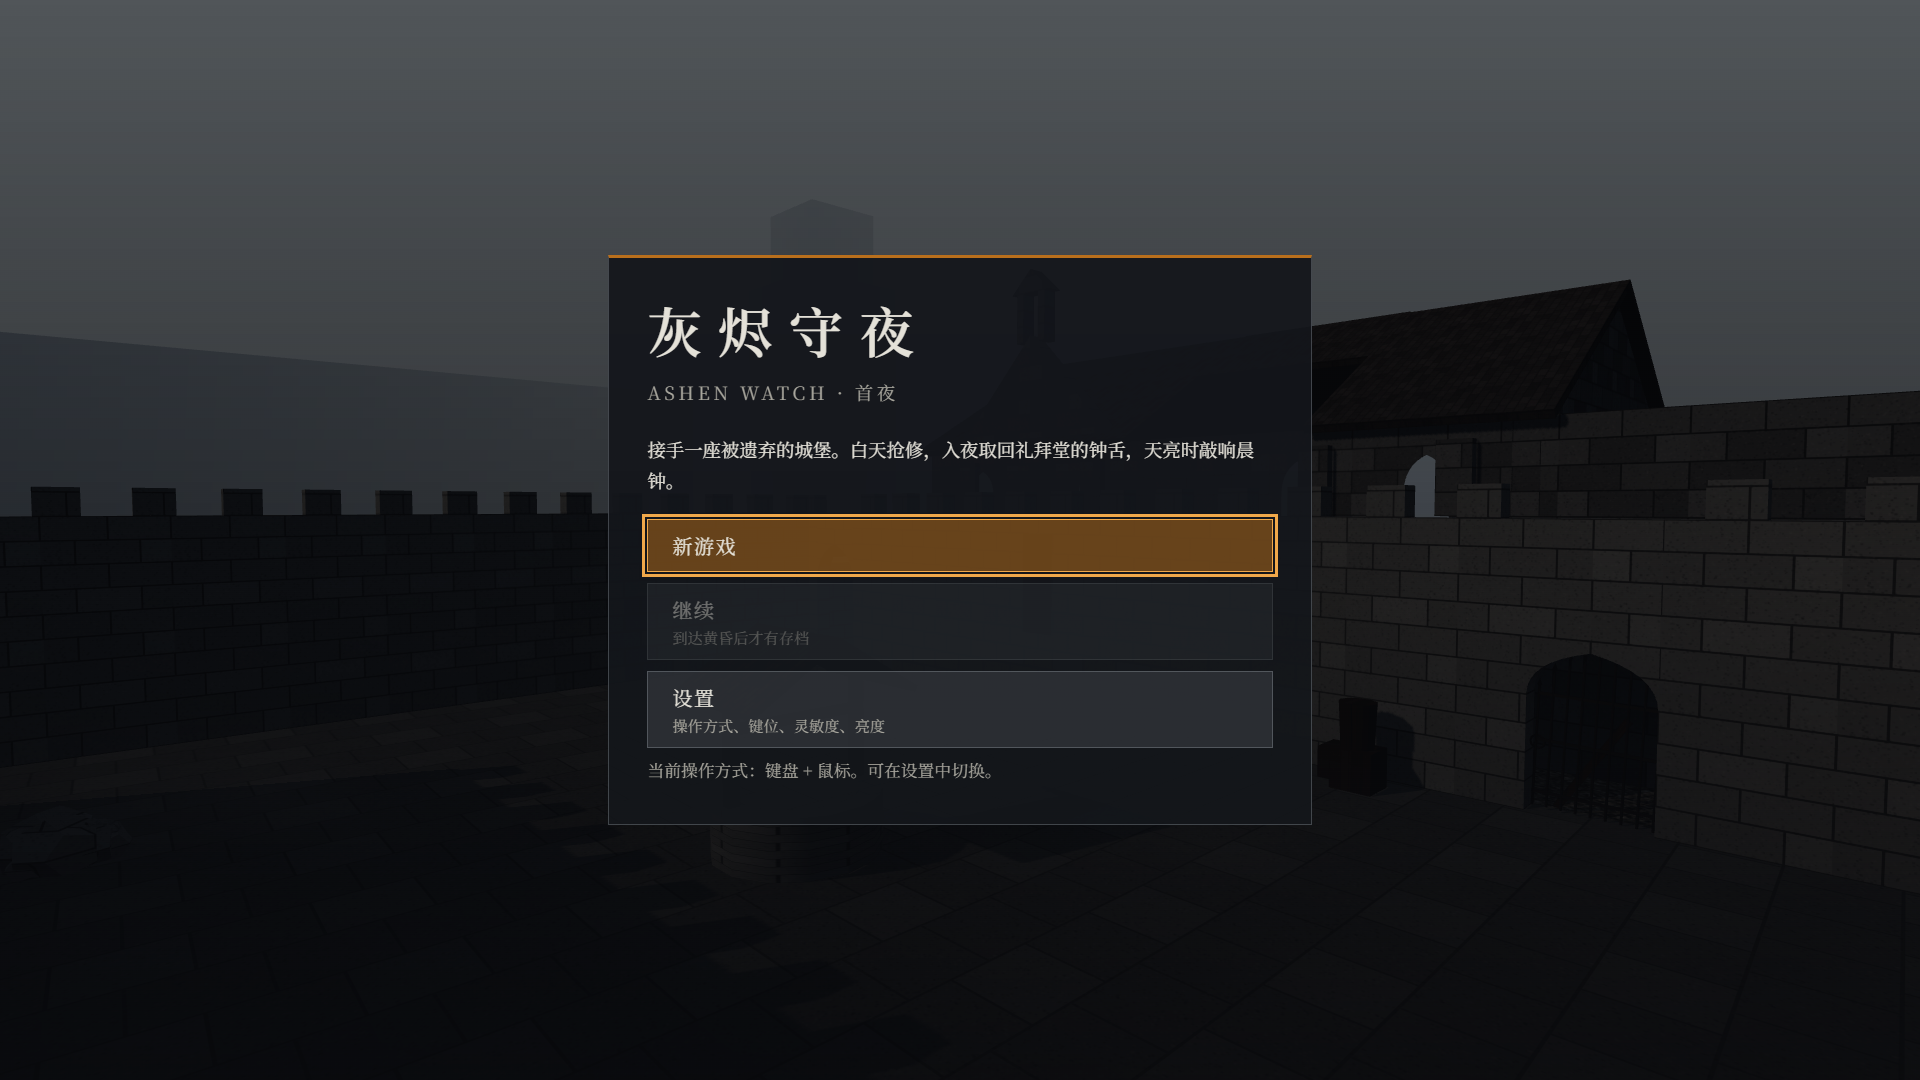 灰烬守夜
ASHEN WATCH · 首夜
接手一座被遗弃的城堡。白天抢修，入夜取回礼拜堂的钟舌，天亮时敲响晨
钟。
新游戏
继续
到达黄昏后才有存档
设置
操作方式、键位、灵敏度、亮度
当前操作方式：键盘 + 鼠标。可在设置中切换。